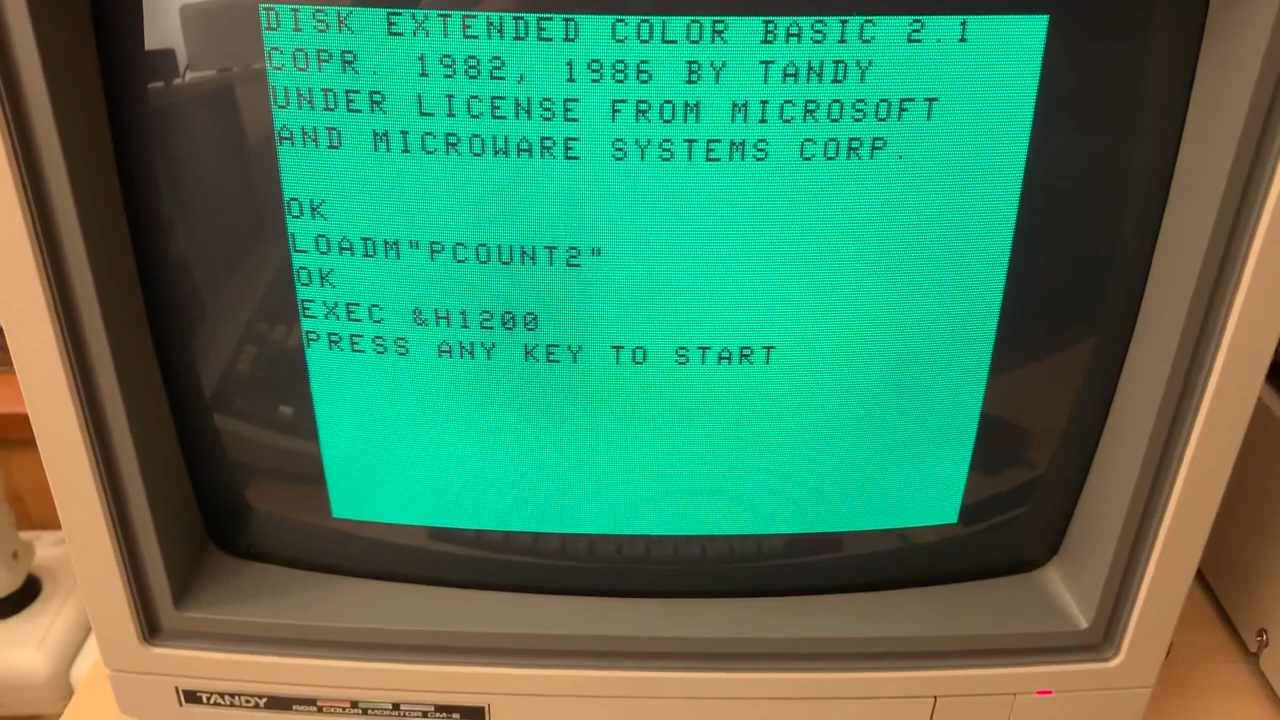 DISK EXTENDED COLOR BASIC 2.1
COPR. 1982, 1986 BY TANDY
UNDER LICENSE FROM MICROSOFT
AND MICROWARE SYSTEMS CORP.
OK
LOADM"PCOUNT2"
OK
EXEC &H1200
PRESS ANY KEY TO START
TANDY
RGB COLOR MONITOR CM-8